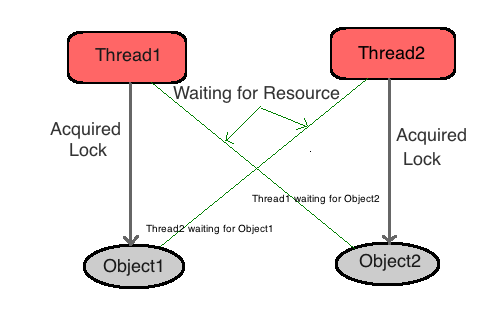 Thread1
Thread2
Waiting for Resource
Acquired
Lock
Acquired
Lock
Thread1 waiting for Object2
Thread2 waiting for Object1
Object1
Object2